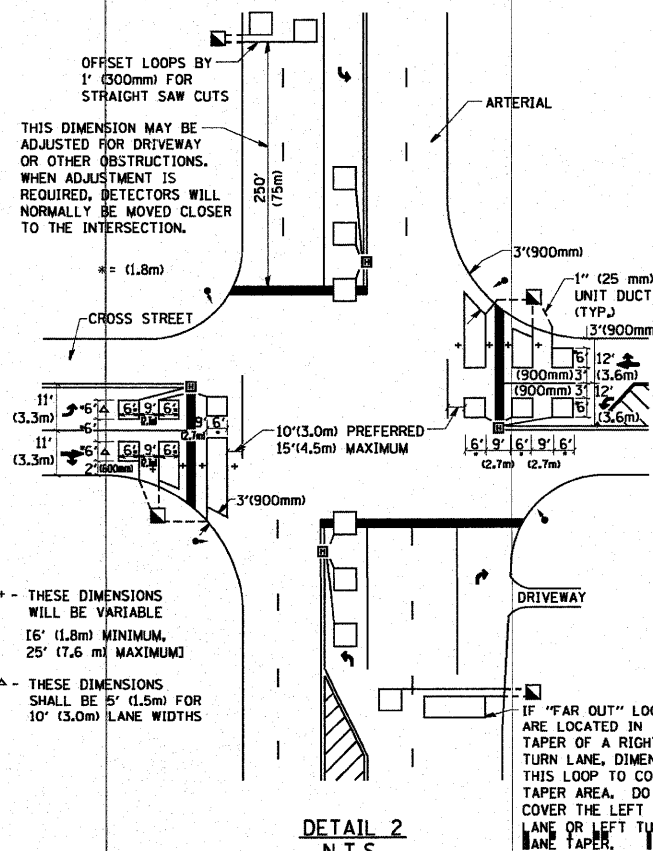 OFFSET LOOPS BY
1' (300mm) FOR
STRAIGHT SAW CUTS
ARTERIAL
THIS DIMENSION MAY BE
ADJUSTED FOR DRIVEWAY
OR OTHER OBSTRUCTIONS.
WHEN ADJUSTMENT IS
REQUIRED, DETECTORS WILL
NORMALLY BE MOVED CLOSER
TO THE INTERSECTION.
250'
(75m)
* = (1.8m)
H
3'(900mm)
1" (25 mm)
UNIT DUCT
(TYP.)
CROSS STREET
3'(900mm
6'
12'
(3.6m)
(900mm) 3'
(900mm) 3'
12'
(3.6m)
6'
H
6' 9' 6' 9' 6'
(2.7m) (2.7m)
H
11'
(3.3m)
*6'
6' 9' 6'
*6'
9' 6'
(2.7m)
11'
(3.3m)
*6'
6' 9' 6'
2' (600mm)
10'(3.0m) PREFERRED
15'(4.5m) MAXIMUM
3'(900mm)
H
+ - THESE DIMENSIONS
WILL BE VARIABLE
[6' (1.8m) MINIMUM,
25' (7.6 m) MAXIMUM]
DRIVEWAY
△ - THESE DIMENSIONS
SHALL BE 5' (1.5m) FOR
10' (3.0m) LANE WIDTHS
IF "FAR OUT" LOO
ARE LOCATED IN
TAPER OF A RIGHT
TURN LANE, DIMEN
THIS LOOP TO CO
TAPER AREA. DO
COVER THE LEFT
LANE OR LEFT TU
LANE TAPER.
DETAIL 2
N.T.S.